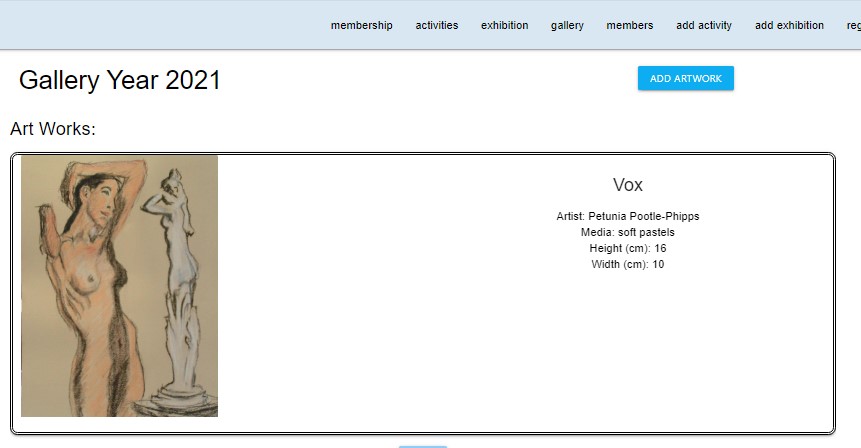 membership activities exhibition gallery members add activity add exhibition reg
Gallery Year 2021
ADD ARTWORK
Art Works:
Vox
Artist: Petunia Pootle-Phipps
Media: soft pastels
Height (cm): 16
Width (cm): 10